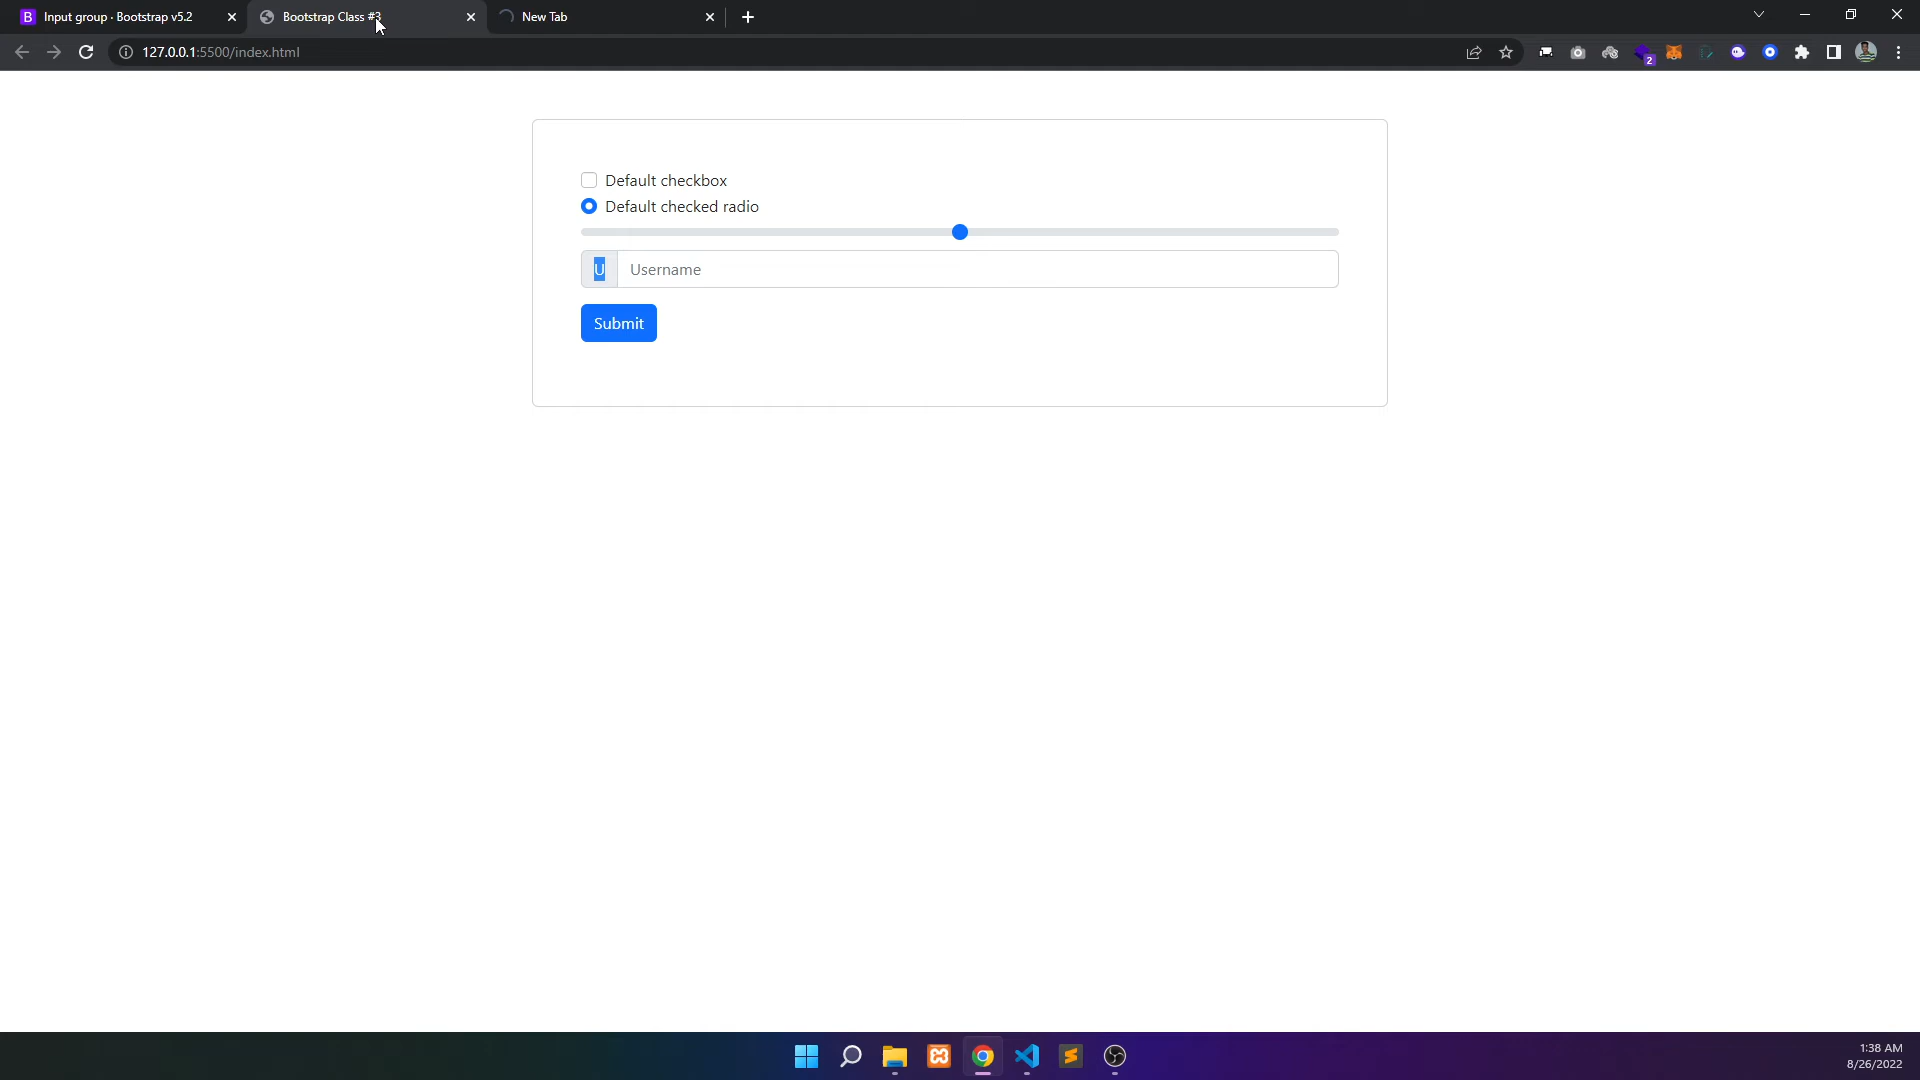 Input group · Bootstrap v5.2
Bootstrap Class #3
New Tab
127.0.0.1:5500/index.html
2
Default checkbox
Default checked radio
U
Username
Submit
1:38 AM
8/26/2022